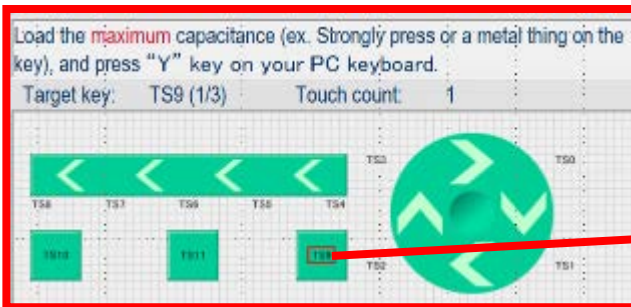 Load the maximum capacitance (ex. Strongly press or a metal thing on the
key), and press “Y” key on your PC keyboard.
Target key: TS9 (1/3) Touch count: 1
TS3 TS0
TS8 TS7 TS6 TS5 TS4
TS10 TS11 TS9
TS2 TS1